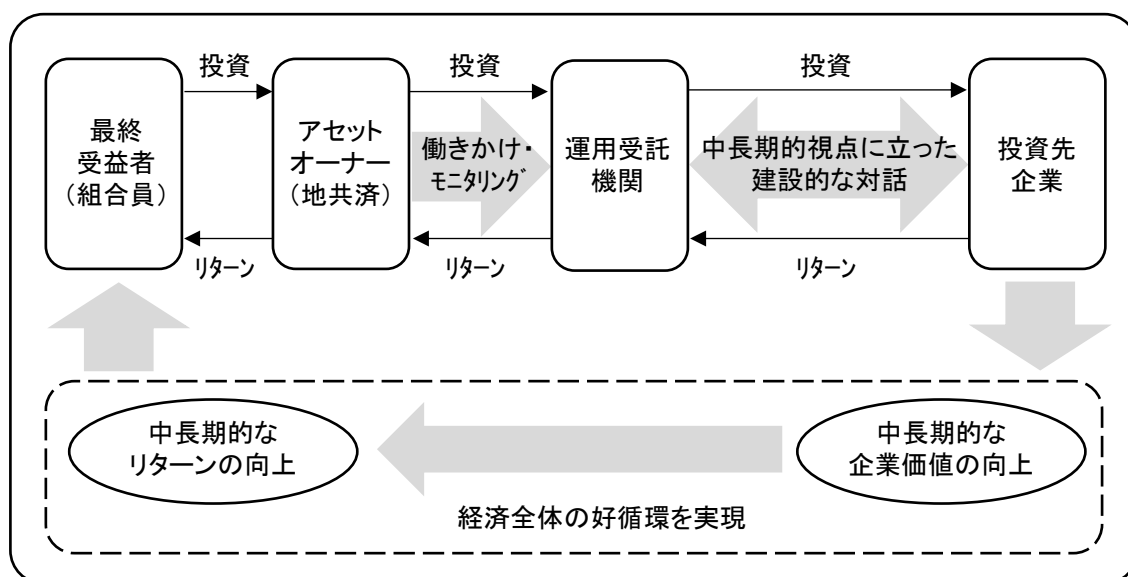 投資
投資
投資
最終
受益者
（組合員）
アセット
オーナー
（地共済）
働きかけ・
ﾓﾆﾀﾘﾝｸﾞ
運用受託
機関
中長期的視点に立った
建設的な対話
投資先
企業
ﾘﾀｰﾝ
ﾘﾀｰﾝ
ﾘﾀｰﾝ
中長期的な
リターンの向上
中長期的な
企業価値の向上
経済全体の好循環を実現